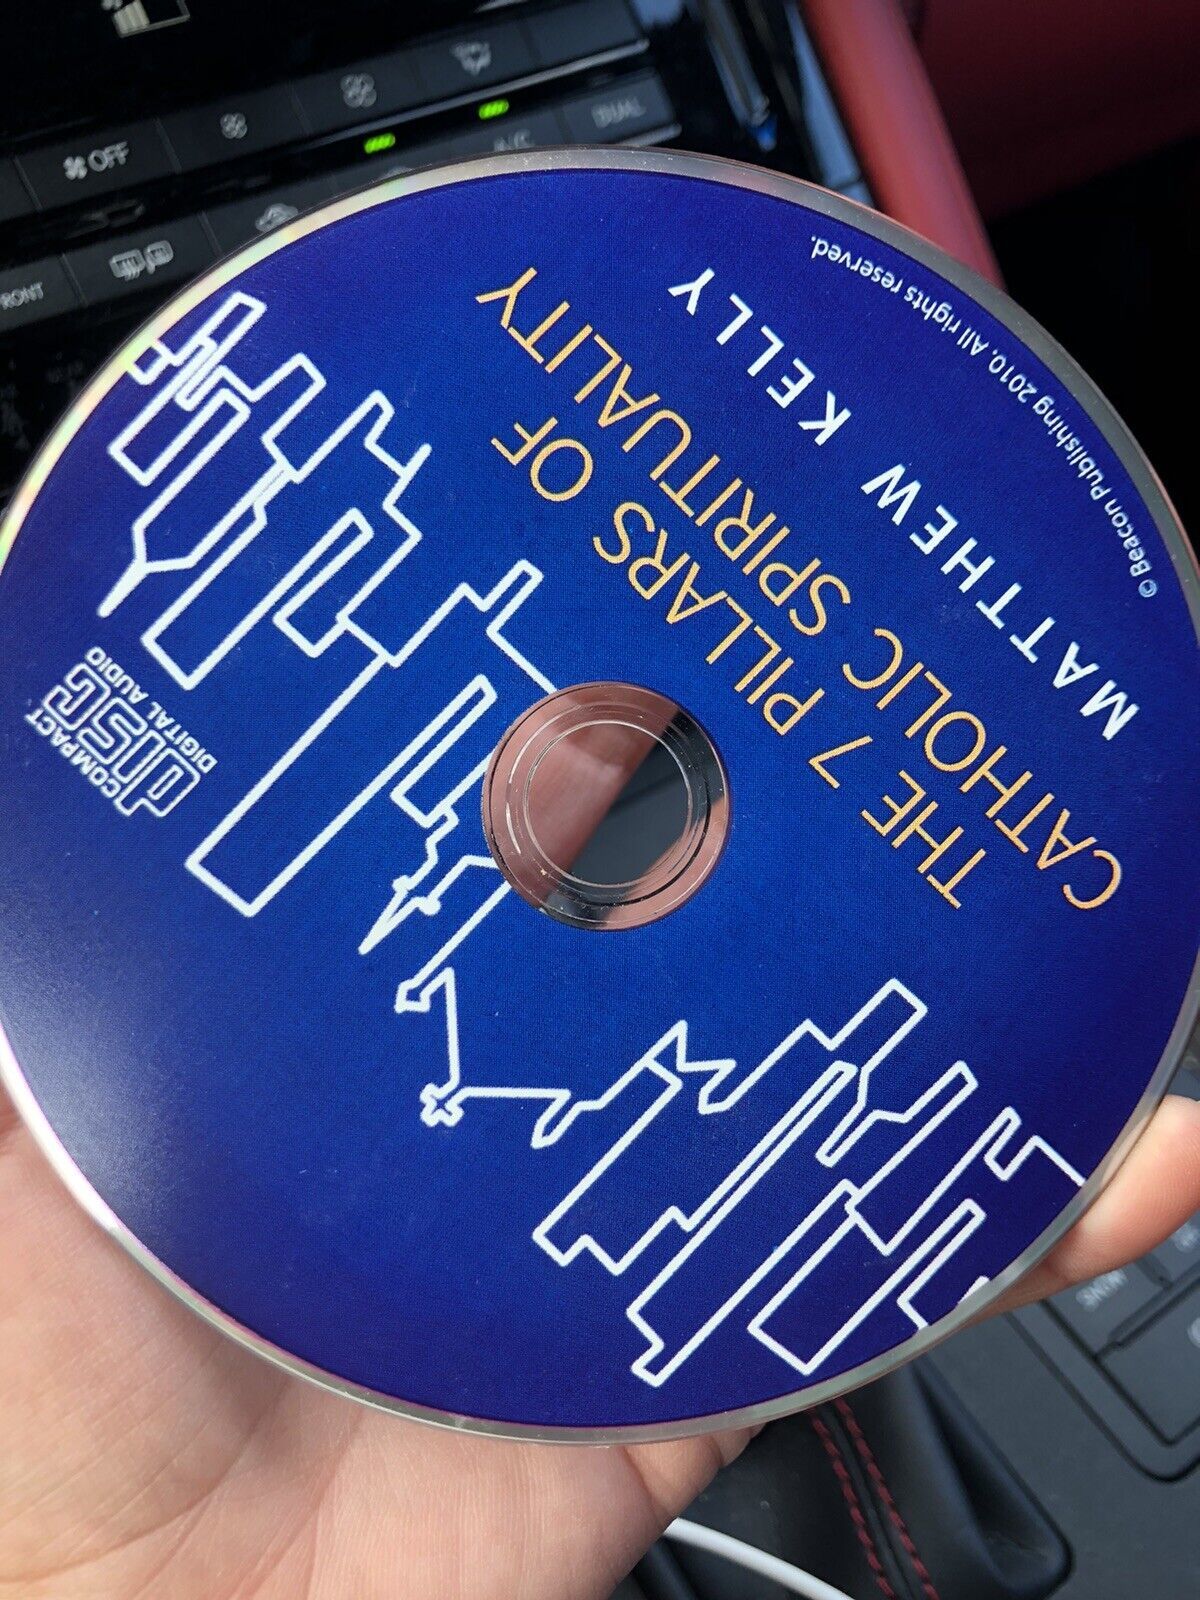 THE 7 PILLARS OF
CATHOLIC SPIRITUALITY
MATTHEW KELLY
© Beacon Publishing 2010. All rights reserved.
COMPACT
disc
DIGITAL AUDIO
OFF
A/C
DUAL
FRONT
SNOW